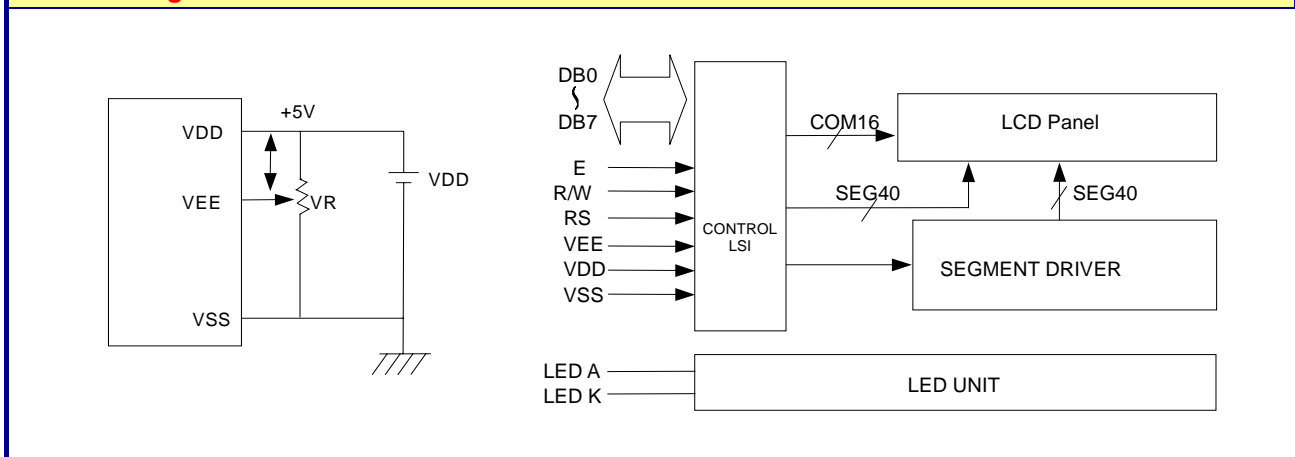 +5V
VDD
VEE
VR
VDD
VSS
DB0
DB7
E
R/W
RS
VEE
VDD
VSS
CONTROL
LSI
COM16
SEG40
LCD Panel
SEG40
SEGMENT DRIVER
LED A
LED K
LED UNIT